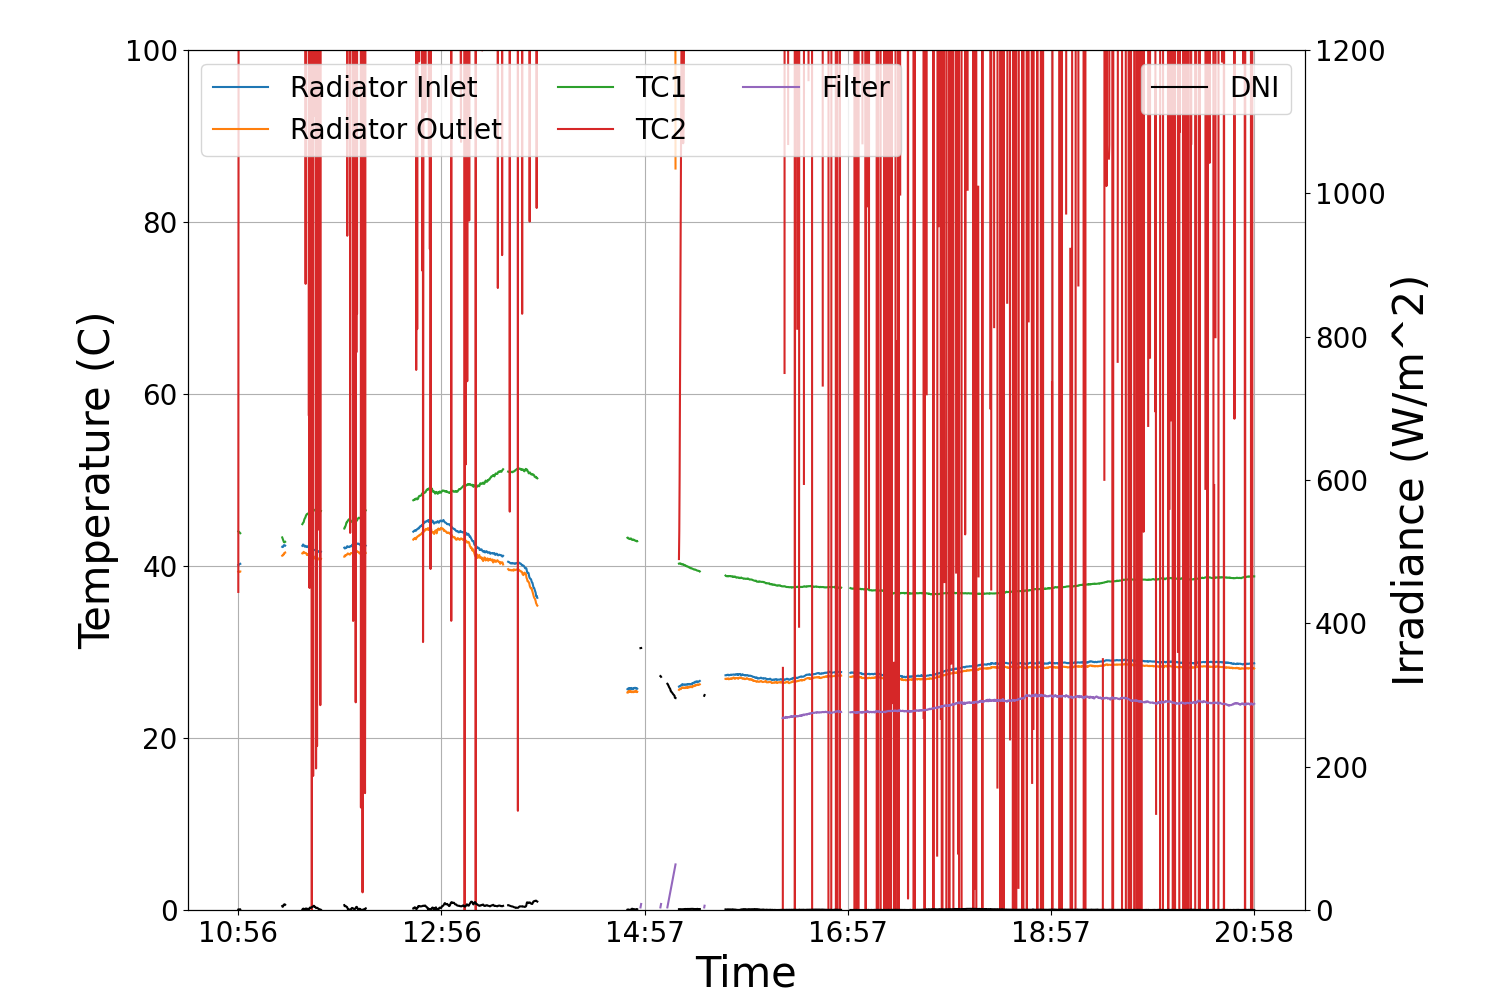 100
80
60
40
20
0
Temperature (C)
Radiator Inlet
Radiator Outlet
TC1
TC2
Filter
DNI
1200
1000
800
600
400
200
0
Irradiance (W/m^2)
10:56 12:56 14:57 16:57 18:57 20:58
Time